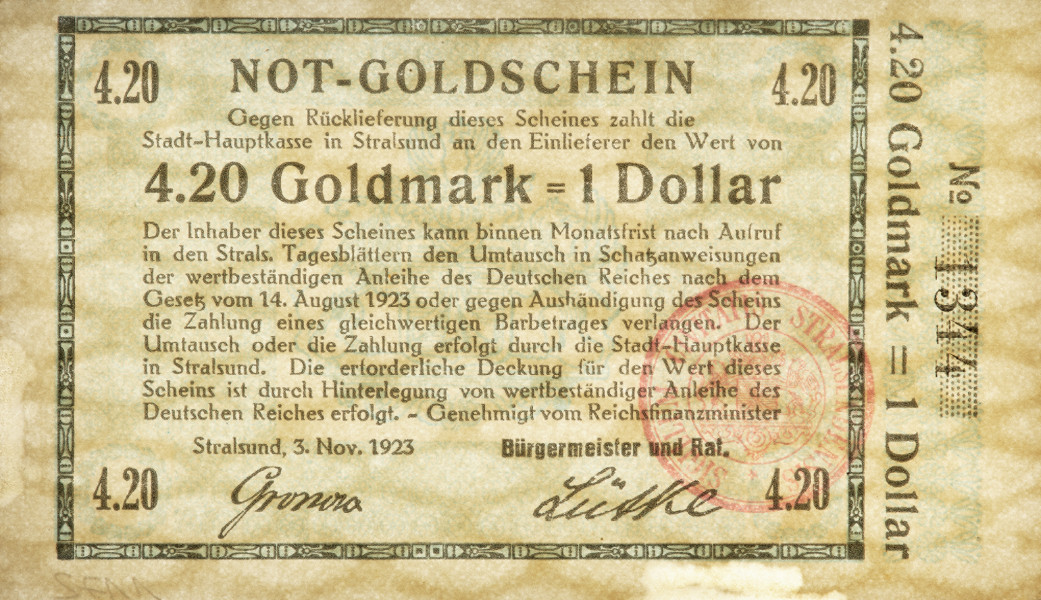 4.20
NOT-GOLDSCHEIN
4.20
Gegen Rücklieferung dieses Scheines zahlt die
Stadt-Hauptkasse in Stralsund an den Einlieferer den Wert von
4.20 Goldmark = 1 Dollar
Der Inhaber dieses Scheines kann binnen Monatsfrist nach Aufruf
in den Strals. Tagesblättern den Umtausch in Schatzanweisungen
der wertbeständigen Anleihe des Deutschen Reiches nach dem
Gesetz vom 14. August 1923 oder gegen Aushändigung des Scheins
die Zahlung eines gleichwertigen Barbetrages verlangen. Der
Umtausch oder die Zahlung erfolgt durch die Stadt-Hauptkasse
in Stralsund. Die erforderliche Deckung für den Wert dieses
Scheins ist durch Hinterlegung von wertbeständiger Anleihe des
Deutschen Reiches erfolgt. - Genehmigt vom Reichsfinanzminister
Stralsund, 3. Nov. 1923
Bürgermeister und Rat.
4.20
Gronow
Lütke
4.20
4.20 Goldmark = 1 Dollar
No 1344